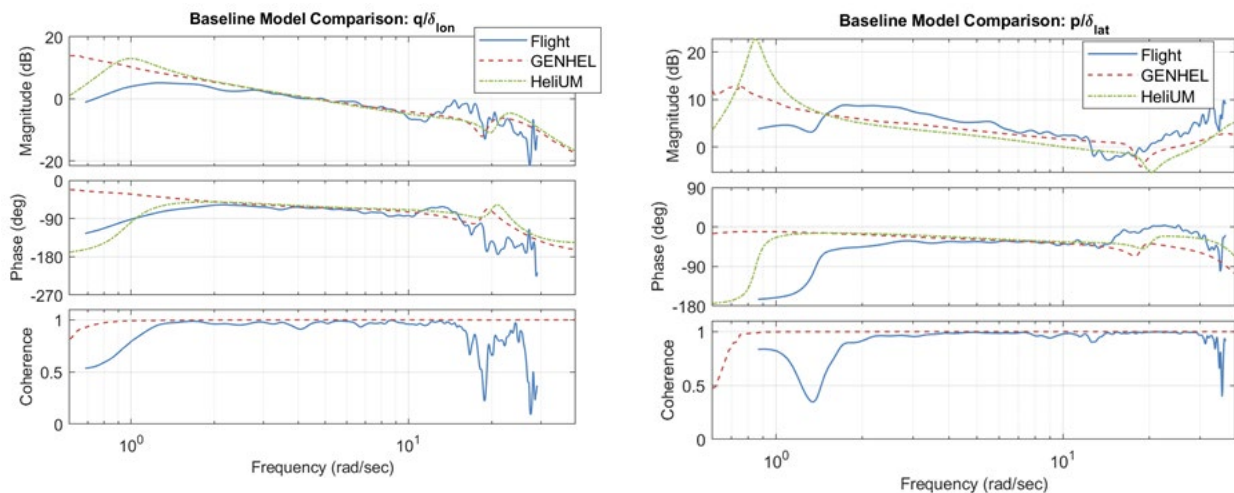 Baseline Model Comparison: q/δlon
Flight
GENHEL
HeliUM
Magnitude (dB)
20
0
-20
Phase (deg)
0
-90
-180
-270
Coherence
1
0.5
0
10^0
10^1
Frequency (rad/sec)
Baseline Model Comparison: p/δlat
Flight
GENHEL
HeliUM
Magnitude (dB)
20
10
0
Phase (deg)
90
0
-90
-180
Coherence
1
0.5
0
10^0
10^1
Frequency (rad/sec)